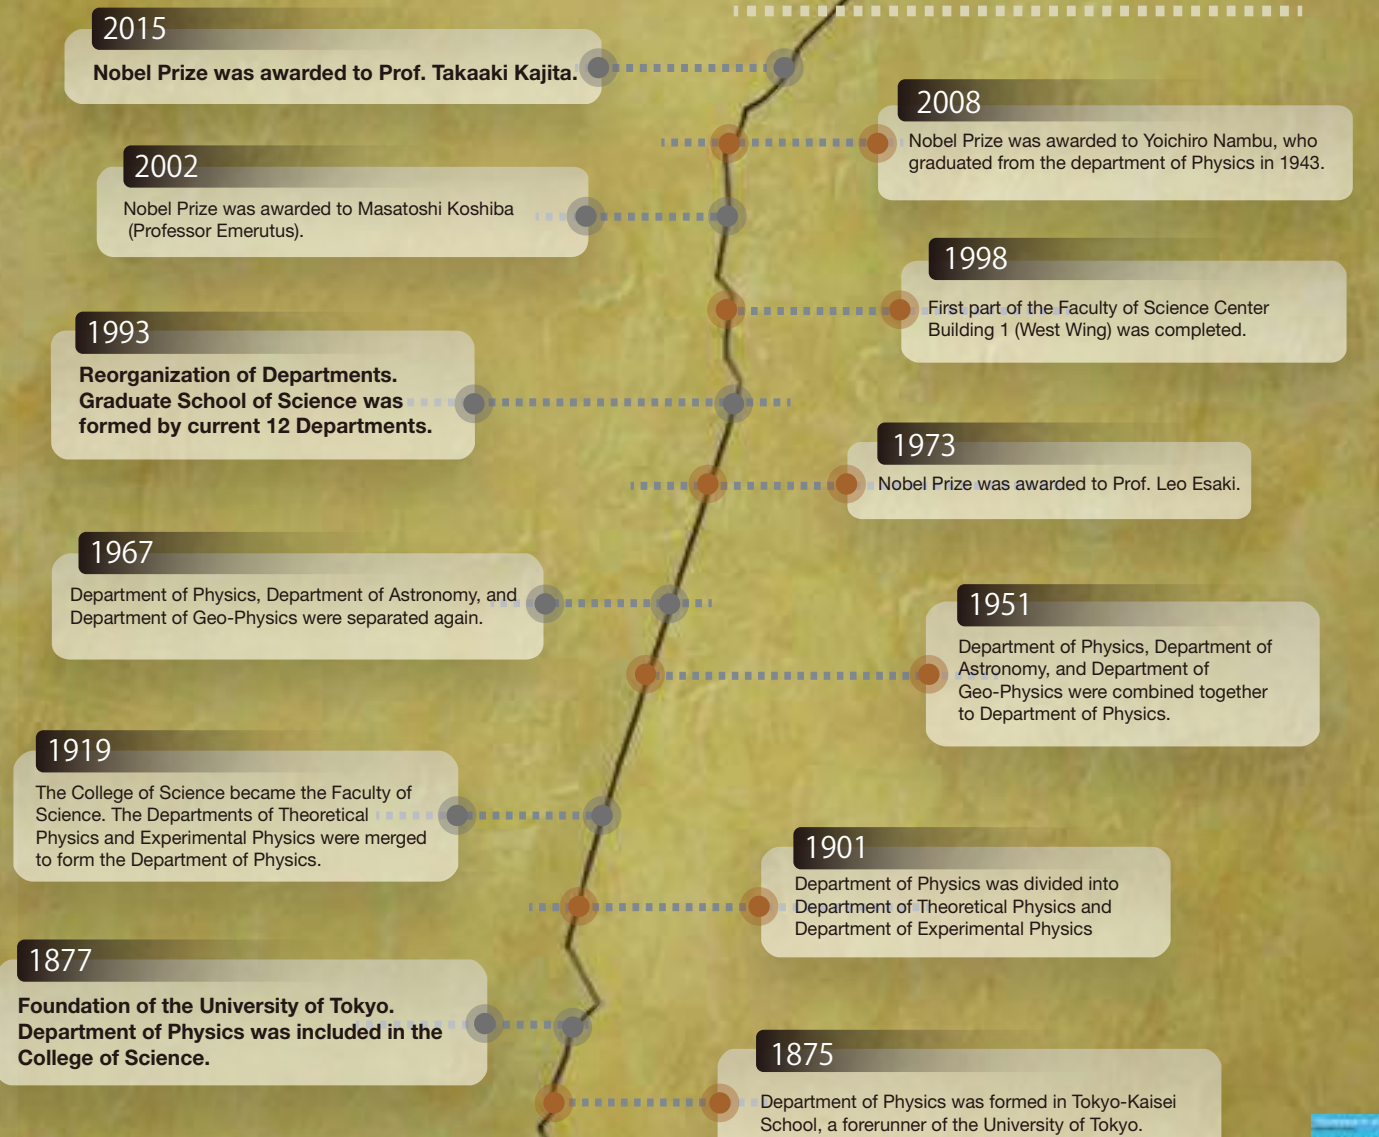 2015
Nobel Prize was awarded to Prof. Takaaki Kajita.
2008
Nobel Prize was awarded to Yoichiro Nambu, who
graduated from the department of Physics in 1943.
2002
Nobel Prize was awarded to Masatoshi Koshiba
(Professor Emerutus).
1998
First part of the Faculty of Science Center
Building 1 (West Wing) was completed.
1993
Reorganization of Departments.
Graduate School of Science was
formed by current 12 Departments.
1973
Nobel Prize was awarded to Prof. Leo Esaki.
1967
Department of Physics, Department of Astronomy, and
Department of Geo-Physics were separated again.
1951
Department of Physics, Department of
Astronomy, and Department of
Geo-Physics were combined together
to Department of Physics.
1919
The College of Science became the Faculty of
Science. The Departments of Theoretical
Physics and Experimental Physics were merged
to form the Department of Physics.
1901
Department of Physics was divided into
Department of Theoretical Physics and
Department of Experimental Physics
1877
Foundation of the University of Tokyo.
Department of Physics was included in the
College of Science.
1875
Department of Physics was formed in Tokyo-Kaisei
School, a forerunner of the University of Tokyo.